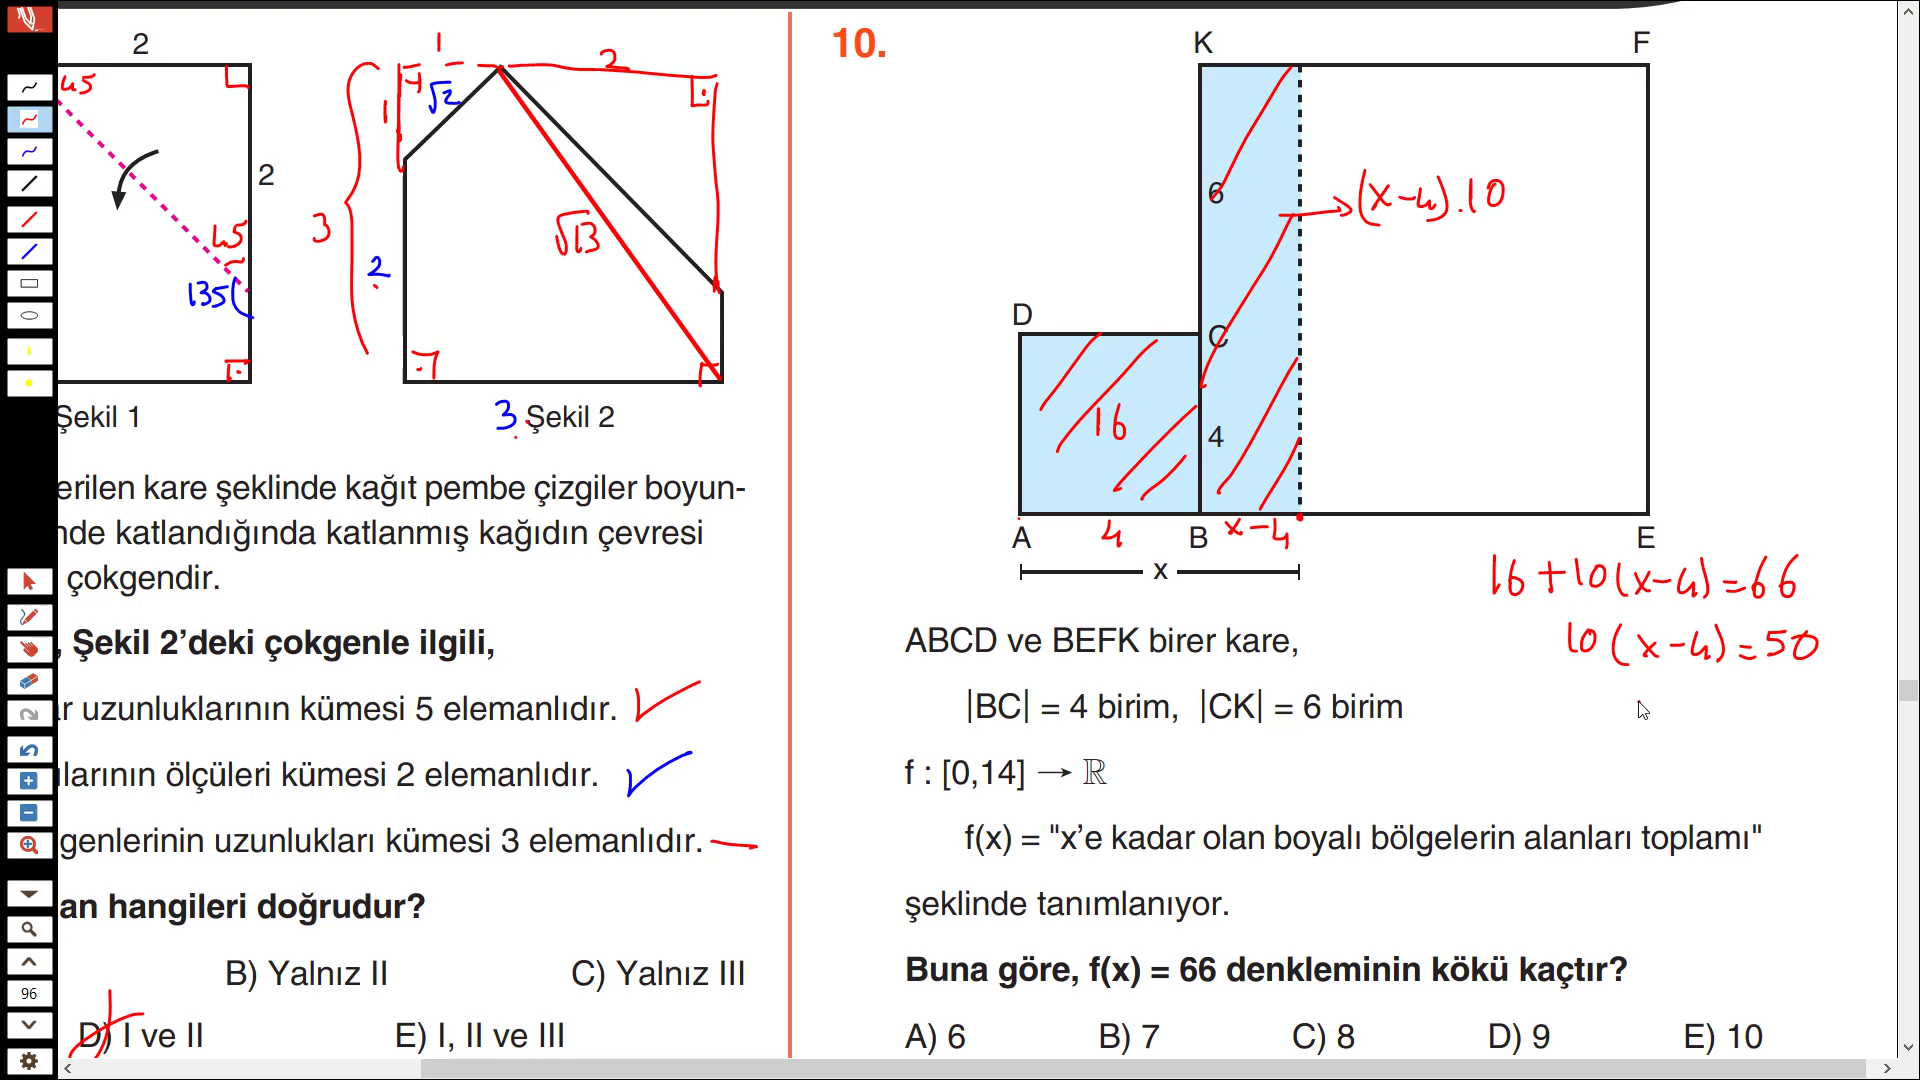 2
45
2
45
135
Şekil 1
1
2
√2
1
3
2
√13
3
Şekil 2
erilen kare şeklinde kağıt pembe çizgiler boyun-
nde katlandığında katlanmış kağıdın çevresi
çokgendir.
, Şekil 2’deki çokgenle ilgili,
ar uzunluklarının kümesi 5 elemanlıdır.
ılarının ölçüleri kümesi 2 elemanlıdır.
genlerinin uzunlukları kümesi 3 elemanlıdır.
an hangileri doğrudur?
B) Yalnız II C) Yalnız III
D) I ve II E) I, II ve III
96
10.
K F
6
(x-4).10
D
C
16
4
A 4 B x-4 E
x
16+10(x-4)=66
10(x-4)=50
ABCD ve BEFK birer kare,
|BC| = 4 birim, |CK| = 6 birim
f : [0,14] → ℝ
f(x) = "x’e kadar olan boyalı bölgelerin alanları toplamı"
şeklinde tanımlanıyor.
Buna göre, f(x) = 66 denkleminin kökü kaçtır?
A) 6 B) 7 C) 8 D) 9 E) 10